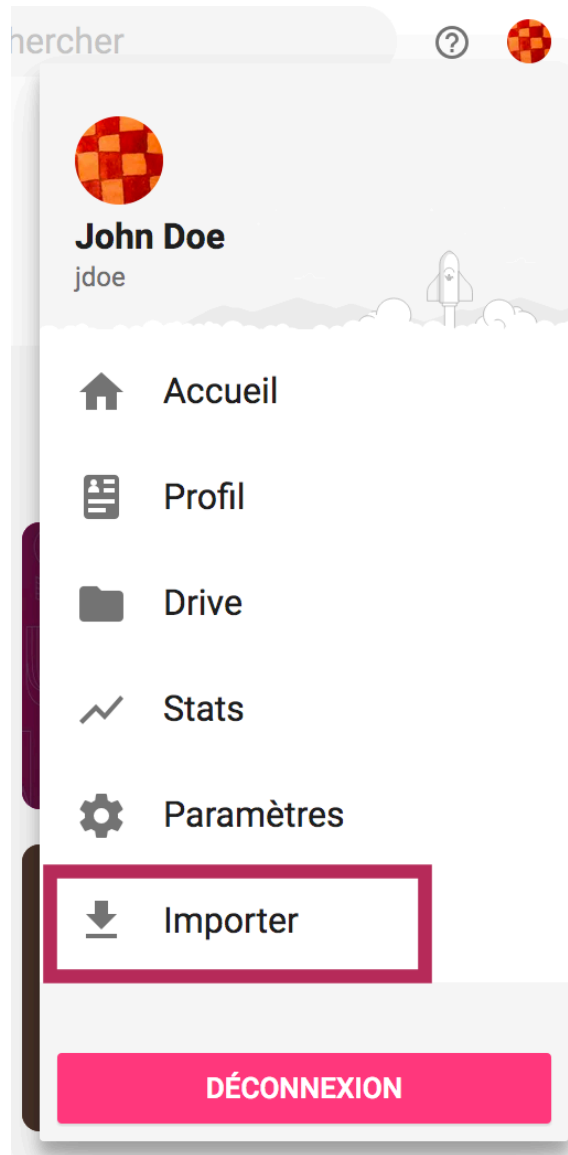 hercher
John Doe
jdoe
Accueil
Profil
Drive
Stats
Paramètres
Importer
DÉCONNEXION